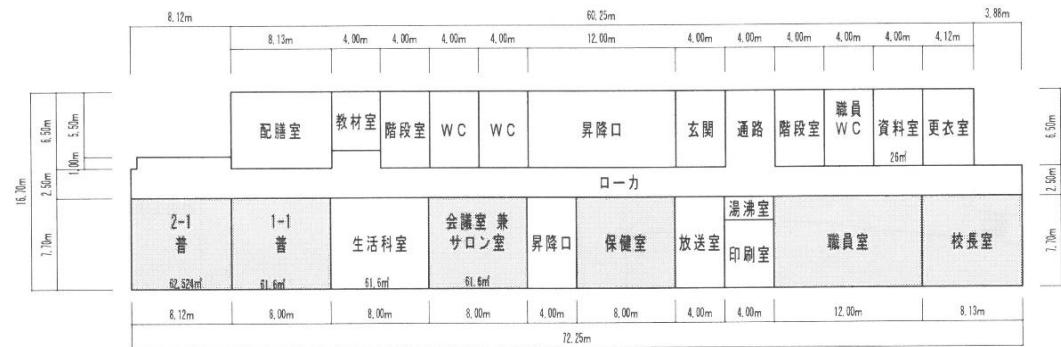 8.12m 60.25m 3.88m
8.13m 4.00m 4.00m 4.00m 4.00m 12.00m 4.00m 4.00m 4.00m 4.00m 4.00m 4.12m
16.70m
6.50m
1.00m
5.50m
2.50m
7.70m
配膳室
教材室
階段室
WC
WC
昇降口
玄関
通路
階段室
職員
WC
資料室
26㎡
更衣室
6.50m
2.50m
7.70m
ローカ
2-1
普
62.524㎡
1-1
普
61.6㎡
生活科室
61.6㎡
会議室 兼
サロン室
61.6㎡
昇降口
保健室
放送室
湯沸室
印刷室
職員室
校長室
8.12m 8.00m 8.00m 8.00m 4.00m 8.00m 4.00m 4.00m 12.00m 8.13m
72.25m